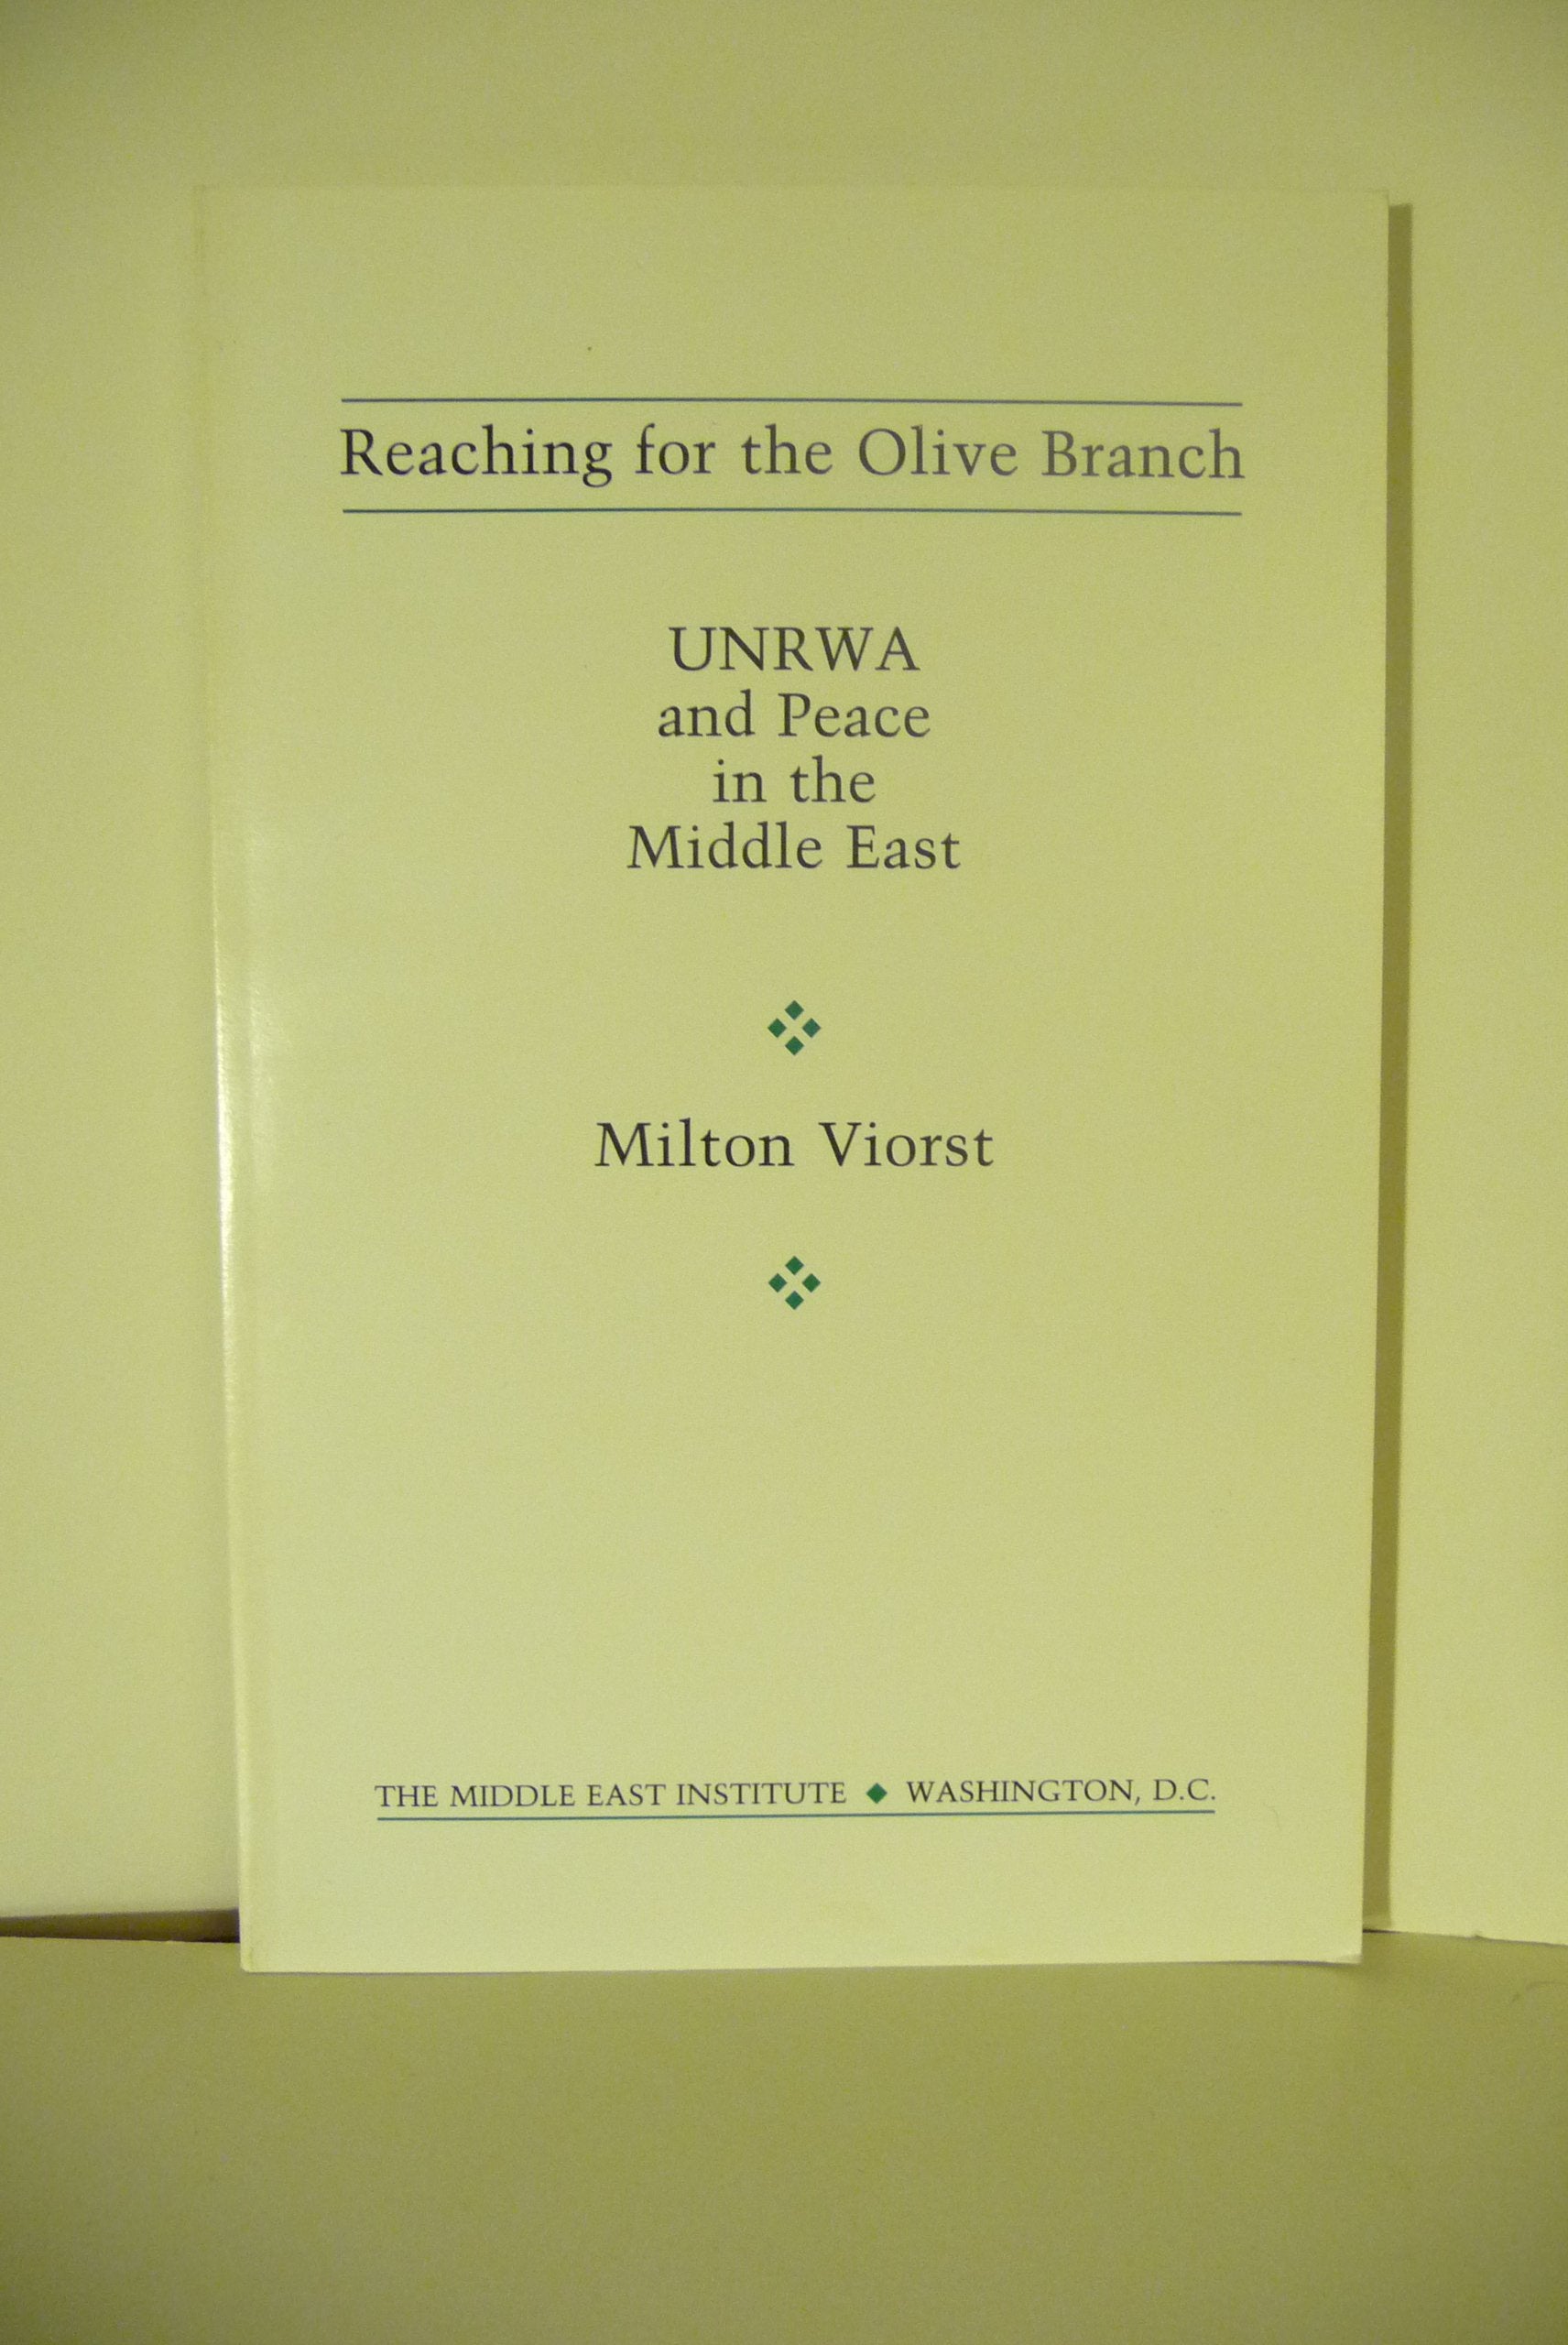 Reaching for the Olive Branch
UNRWA
and Peace
in the
Middle East
Milton Viorst
THE MIDDLE EAST INSTITUTE ◆ WASHINGTON, D.C.